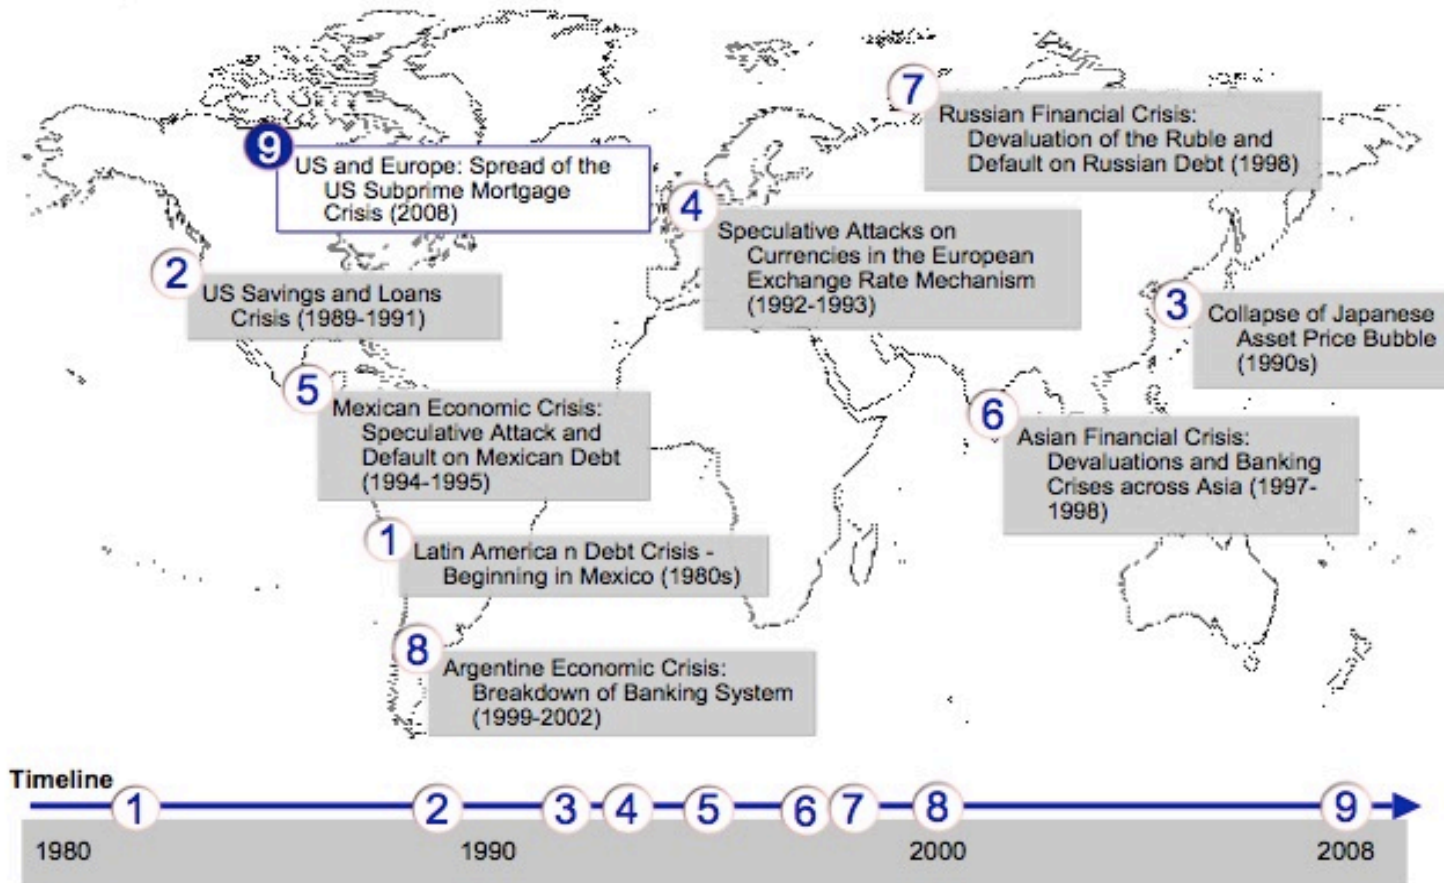 7
Russian Financial Crisis:
Devaluation of the Ruble and
Default on Russian Debt (1998)
9
US and Europe: Spread of the
US Subprime Mortgage
Crisis (2008)
4
Speculative Attacks on
Currencies in the European
Exchange Rate Mechanism
(1992-1993)
2
US Savings and Loans
Crisis (1989-1991)
3
Collapse of Japanese
Asset Price Bubble
(1990s)
5
Mexican Economic Crisis:
Speculative Attack and
Default on Mexican Debt
(1994-1995)
6
Asian Financial Crisis:
Devaluations and Banking
Crises across Asia (1997-
1998)
1
Latin America n Debt Crisis -
Beginning in Mexico (1980s)
8
Argentine Economic Crisis:
Breakdown of Banking System
(1999-2002)
Timeline
1 2 3 4 5 6 7 8 9
1980 1990 2000 2008